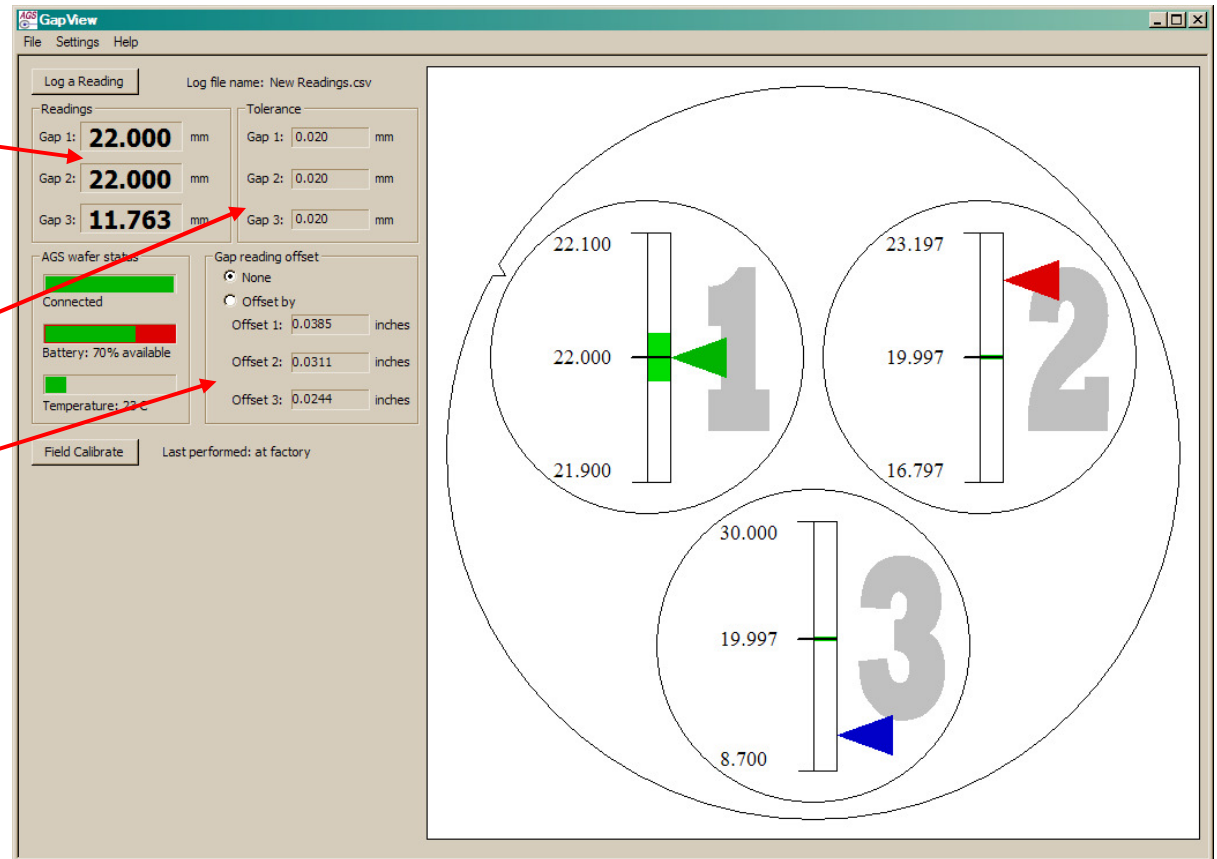 AGS GapView
File Settings Help
Log a Reading Log file name: New Readings.csv
Readings Tolerance
Gap 1: 22.000 mm Gap 1: 0.020 mm
Gap 2: 22.000 mm Gap 2: 0.020 mm
Gap 3: 11.763 mm Gap 3: 0.020 mm
AGS wafer status Gap reading offset
Connected
None
Offset by
Offset 1: 0.0385 inches
Battery: 70% available
Offset 2: 0.0311 inches
Temperature: 23 C
Offset 3: 0.0244 inches
Field Calibrate Last performed: at factory
22.100
22.000
21.900
1
23.197
19.997
16.797
2
30.000
19.997
8.700
3